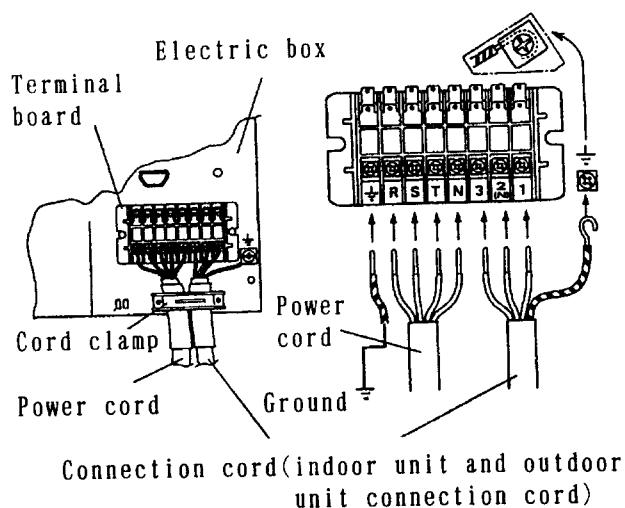 Electric box
Terminal
board
R S T N 3 2 1
(N)
Cord clamp
Power
cord
Power cord
Ground
Connection cord(indoor unit and outdoor
unit connection cord)